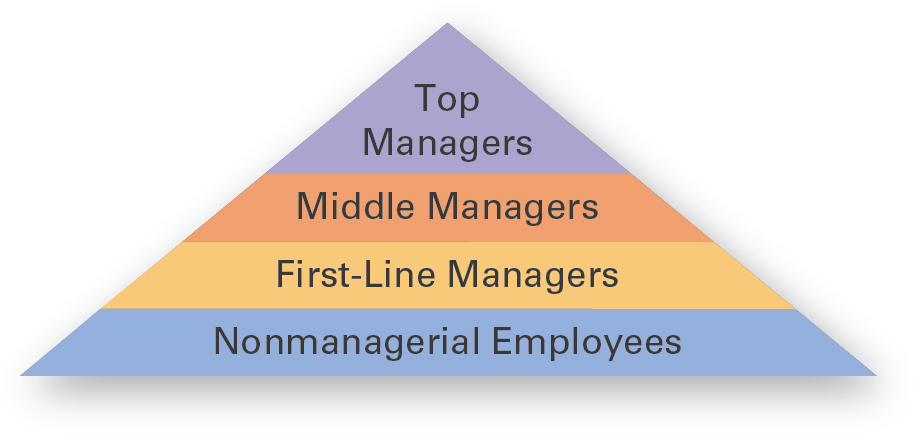 Top
Managers
Middle Managers
First-Line Managers
Nonmanagerial Employees